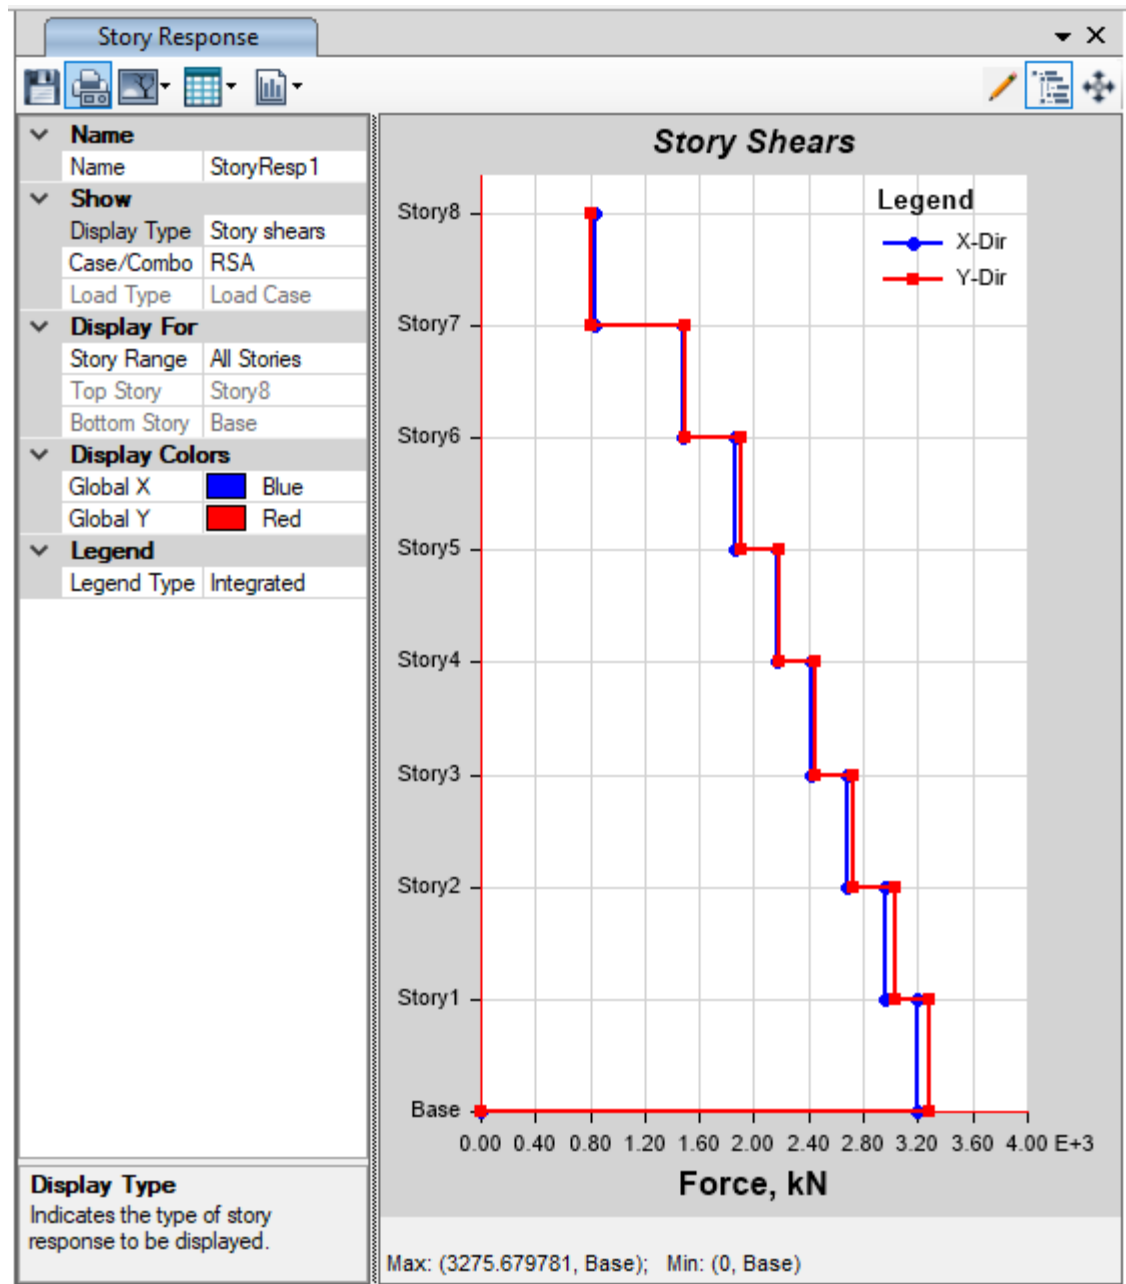 Story Response
Name
Name StoryResp1
Show
Display Type Story shears
Case/Combo RSA
Load Type Load Case
Display For
Story Range All Stories
Top Story Story8
Bottom Story Base
Display Colors
Global X Blue
Global Y Red
Legend
Legend Type Integrated
Display Type
Indicates the type of story
response to be displayed.
Story Shears
Legend
X-Dir
Y-Dir
Story8
Story7
Story6
Story5
Story4
Story3
Story2
Story1
Base
0.00 0.40 0.80 1.20 1.60 2.00 2.40 2.80 3.20 3.60 4.00 E+3
Force, kN
Max: (3275.679781, Base); Min: (0, Base)